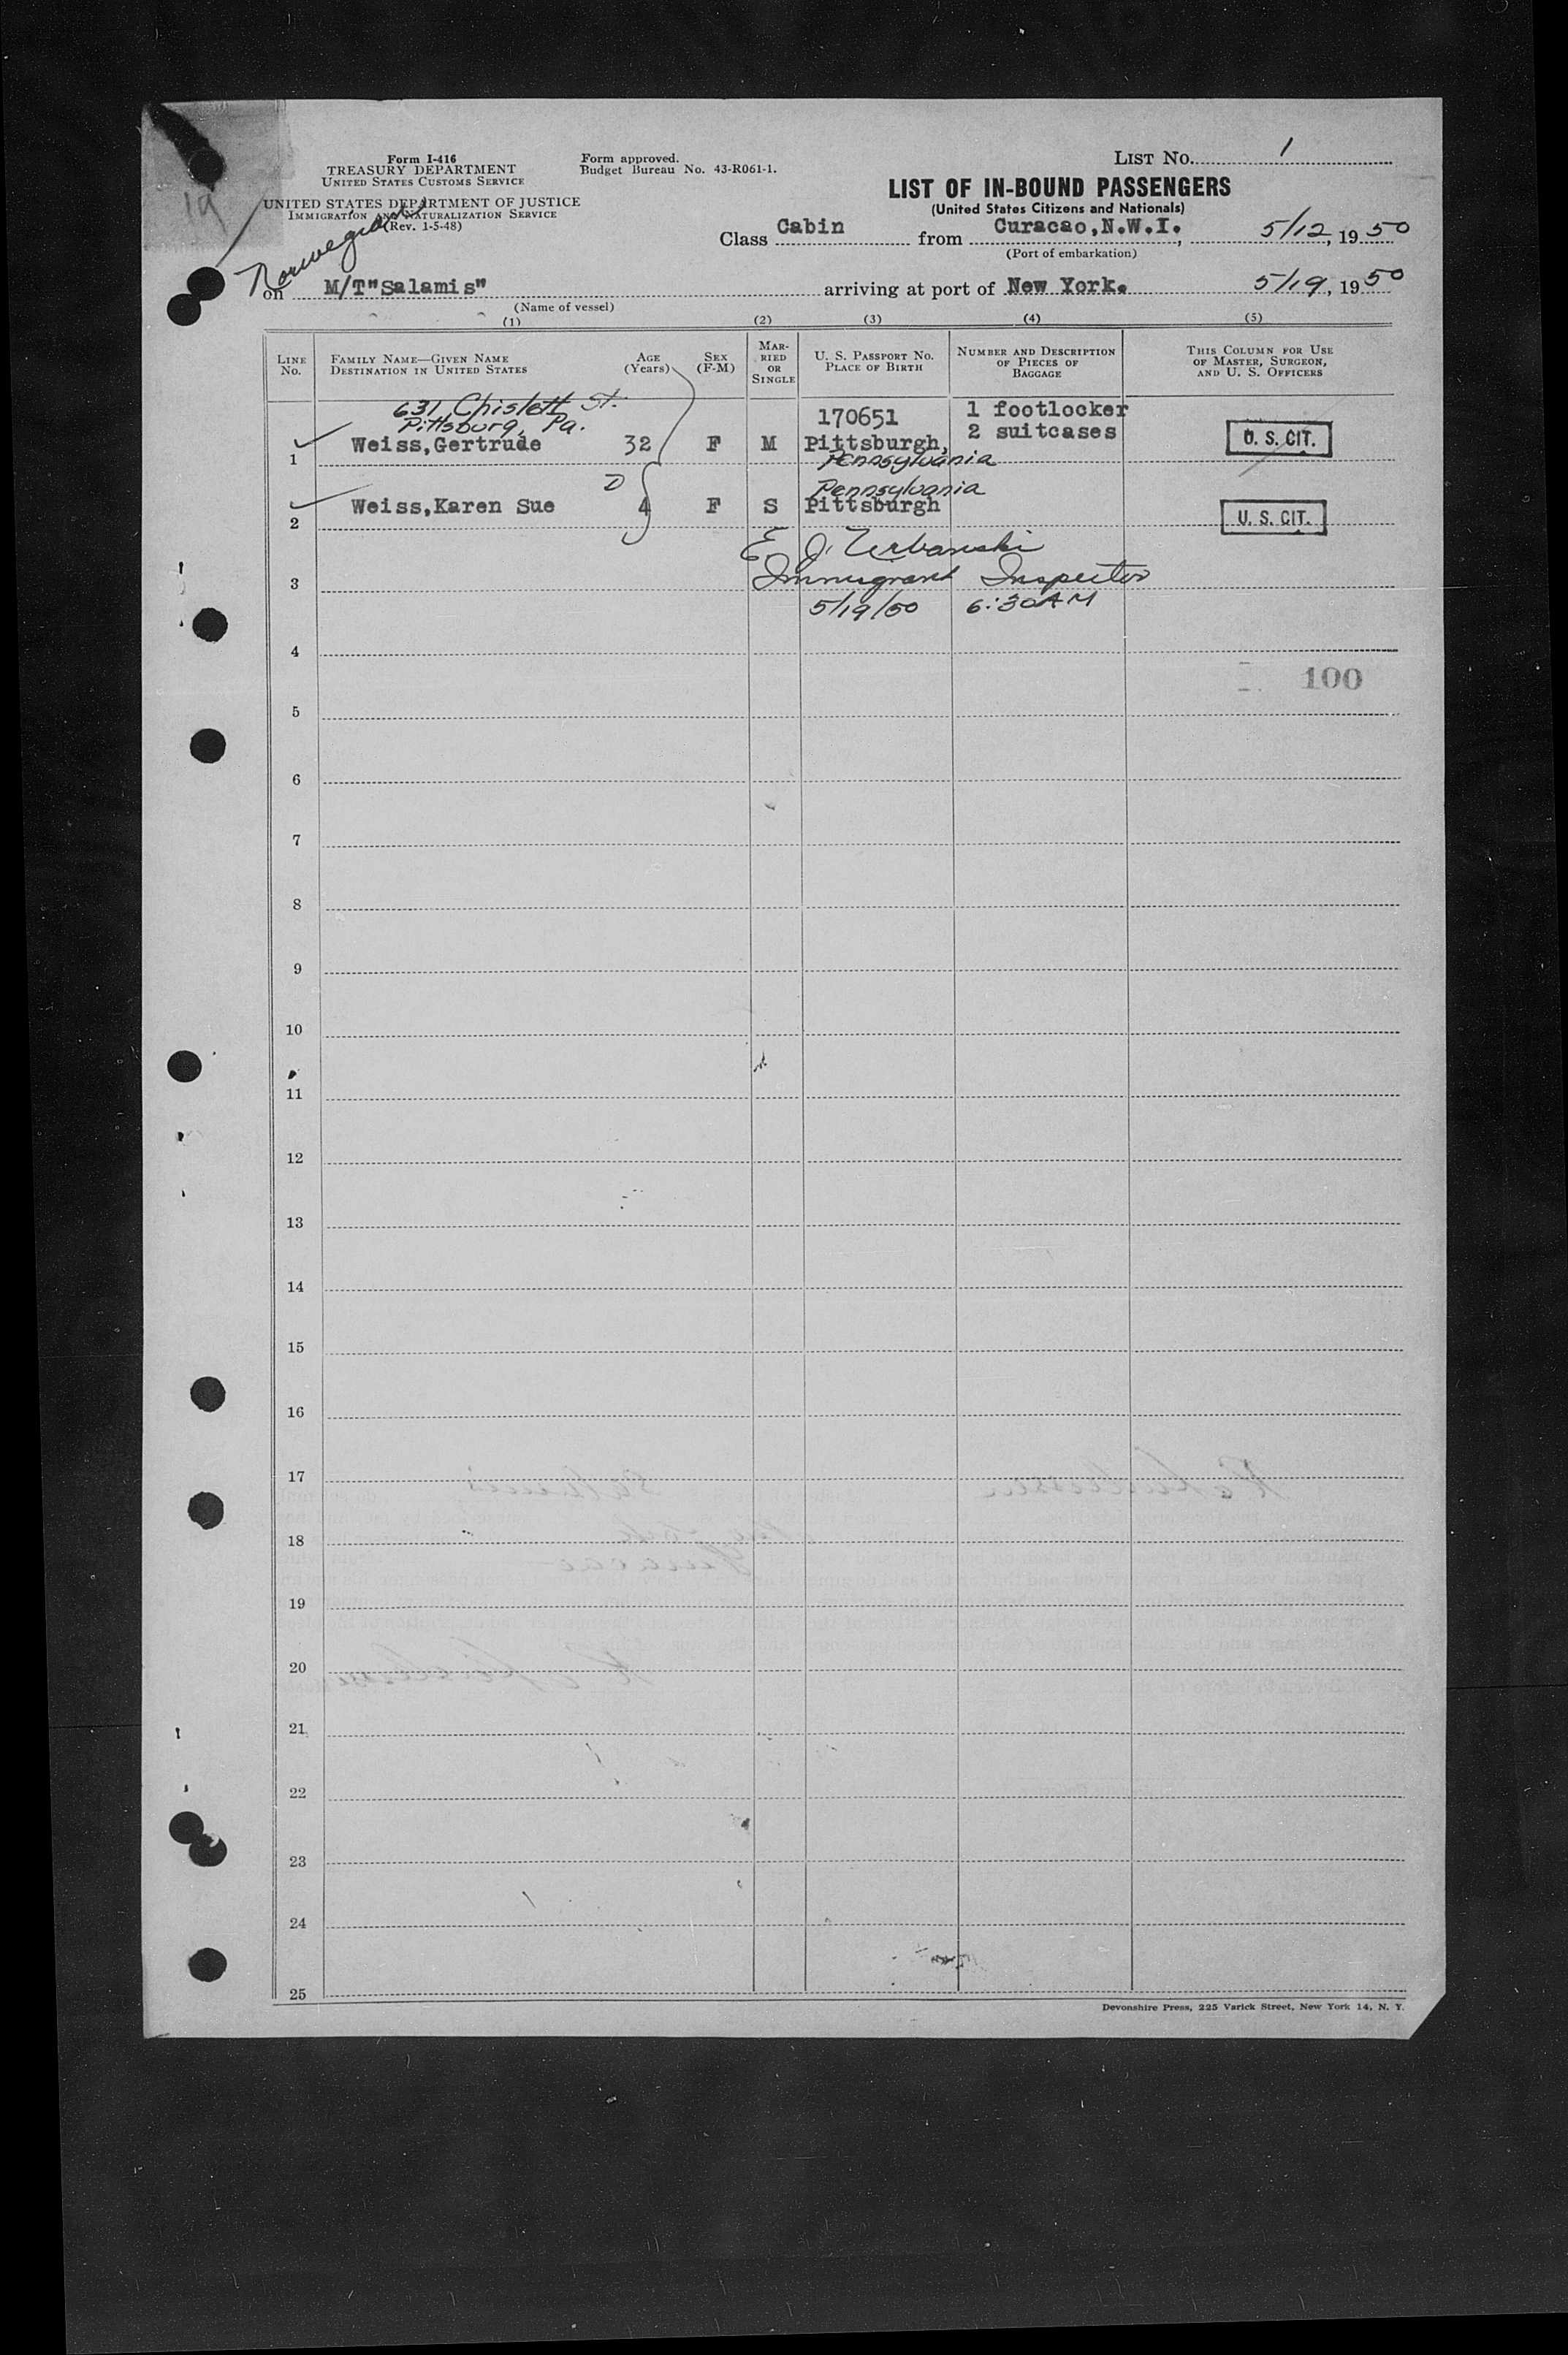 19
Form I-416
TREASURY DEPARTMENT
UNITED STATES CUSTOMS SERVICE
UNITED STATES DEPARTMENT OF JUSTICE
IMMIGRATION AND NATURALIZATION SERVICE
(Rev. 1-5-48)
Form approved.
Budget Bureau No. 43-R061-1.
LIST NO. 1
LIST OF IN-BOUND PASSENGERS
(United States Citizens and Nationals)
Class Cabin from Curacao,N.W.I., 5/12, 1950
(Port of embarkation)
Norwegian
on M/T"Salamis" arriving at port of New York. 5/19, 1950
(Name of vessel)
(1) (2) (3) (4) (5)
LINE NO.
FAMILY NAME—GIVEN NAME
DESTINATION IN UNITED STATES
AGE
(YEARS)
SEX
(F-M)
MARRIED OR SINGLE
U. S. PASSPORT NO.
PLACE OF BIRTH
NUMBER AND DESCRIPTION
OF PIECES OF
BAGGAGE
THIS COLUMN FOR USE
OF MASTER, SURGEON,
AND U. S. OFFICERS
631 Chislett St.
Pittsburg, Pa.
170651
1 footlocker
2 suitcases
1 Weiss,Gertrude 32 F M Pittsburgh, U. S. CIT.
Pennsylvania
D
Pennsylvania
2 Weiss,Karen Sue 4 F S Pittsburgh U. S. CIT.
E. J. Urbanski
3 Immigrant Inspector
5/19/50 6:30 AM
4
100
5
6
7
8
9
10
11
12
13
14
15
16
17
18
19
20
21
22
23
24
25
Devonshire Press, 225 Varick Street, New York 14, N. Y.